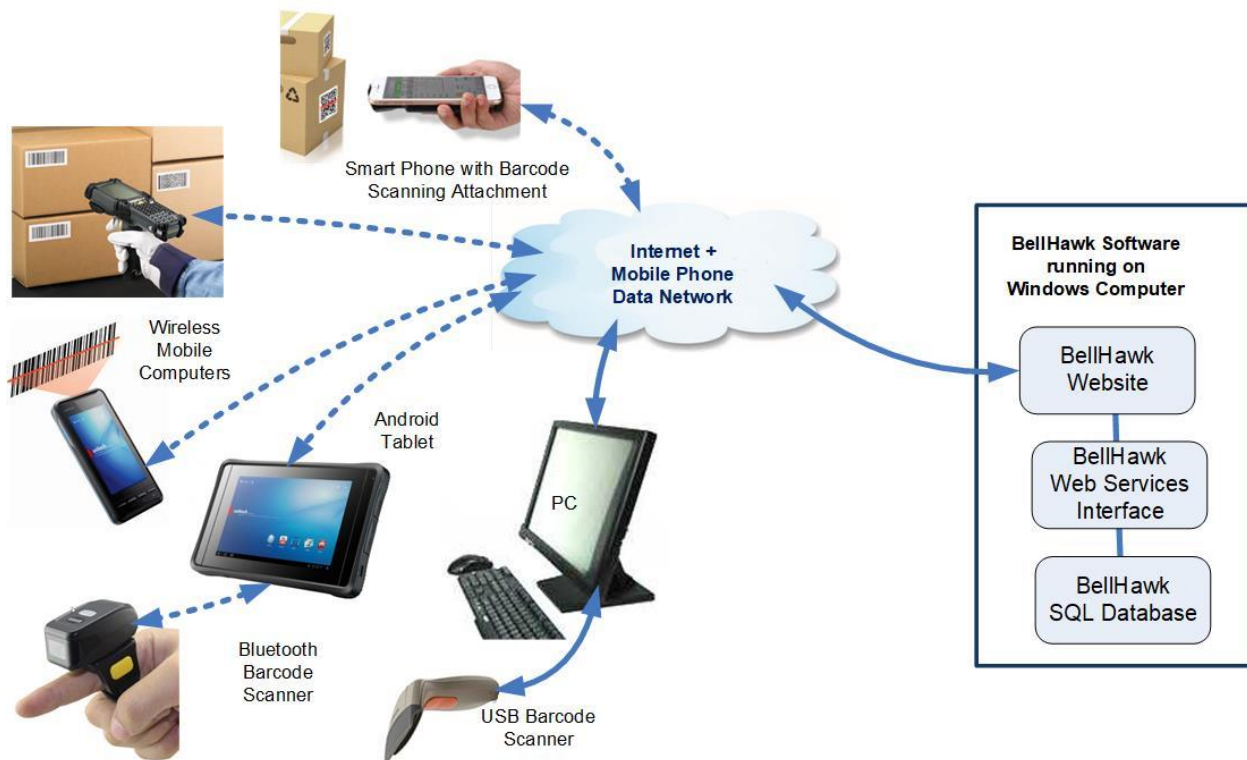 Smart Phone with Barcode
Scanning Attachment
Internet +
Mobile Phone
Data Network
BellHawk Software
running on
Windows Computer
BellHawk
Website
BellHawk
Web Services
Interface
BellHawk
SQL Database
Wireless
Mobile
Computers
Android
Tablet
PC
Bluetooth
Barcode
Scanner
USB Barcode
Scanner